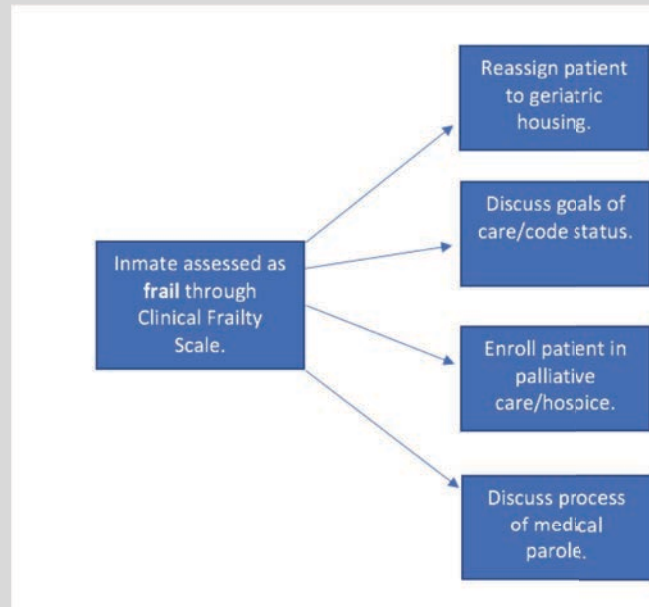 Reassign patient
to geriatric
housing.
Discuss goals of
care/code status.
Inmate assessed as
frail through
Clinical Frailty
Scale.
Enroll patient in
palliative
care/hospice.
Discuss process
of medical
parole.